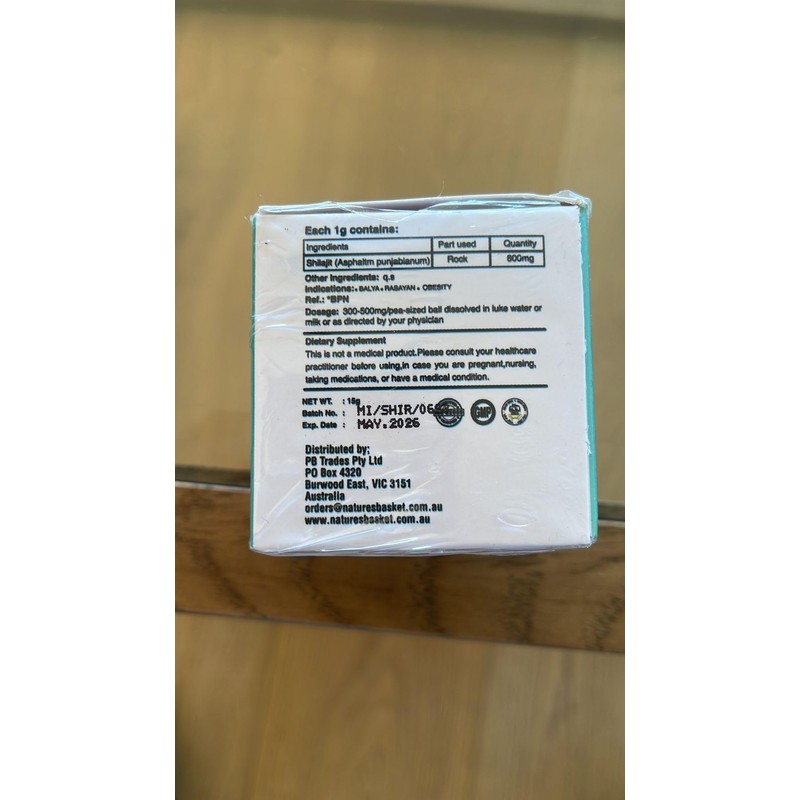 Each 1g contains:
Ingredients Part used Quantity
Shilajit (Asphaltm punjabianum) Rock 800mg
Other Ingredients: q.s
Indications: • BALYA • RASAYAN • OBESITY
Ref.: *BPN
Dosage: 300-500mg/pea-sized ball dissolved in luke water or
milk or as directed by your physician
Dietary Supplement
This is not a medical product.Please consult your healthcare
practitioner before using,in case you are pregnant,nursing,
taking medications, or have a medical condition.
NET WT. : 15g
Batch No. : MI/SHIR/06
Exp. Date : MAY.2026
GMP
Distributed by;
PB Trades Pty Ltd
PO Box 4320
Burwood East, VIC 3151
Australia
orders@naturesbasket.com.au
www.naturesbasket.com.au